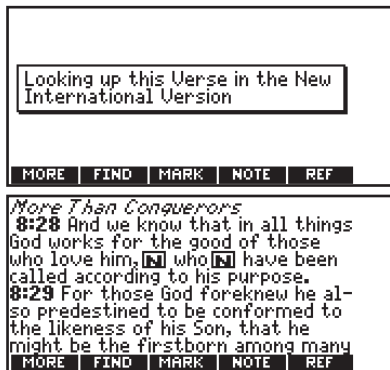 Looking up this Verse in the New
International Version
MORE FIND MARK NOTE REF
More Than Conquerors
8:28 And we know that in all things
God works for the good of those
who love him, N who N have been
called according to his purpose.
8:29 For those God foreknew he al-
so predestined to be conformed to
the likeness of his Son, that he
might be the firstborn among many
MORE FIND MARK NOTE REF